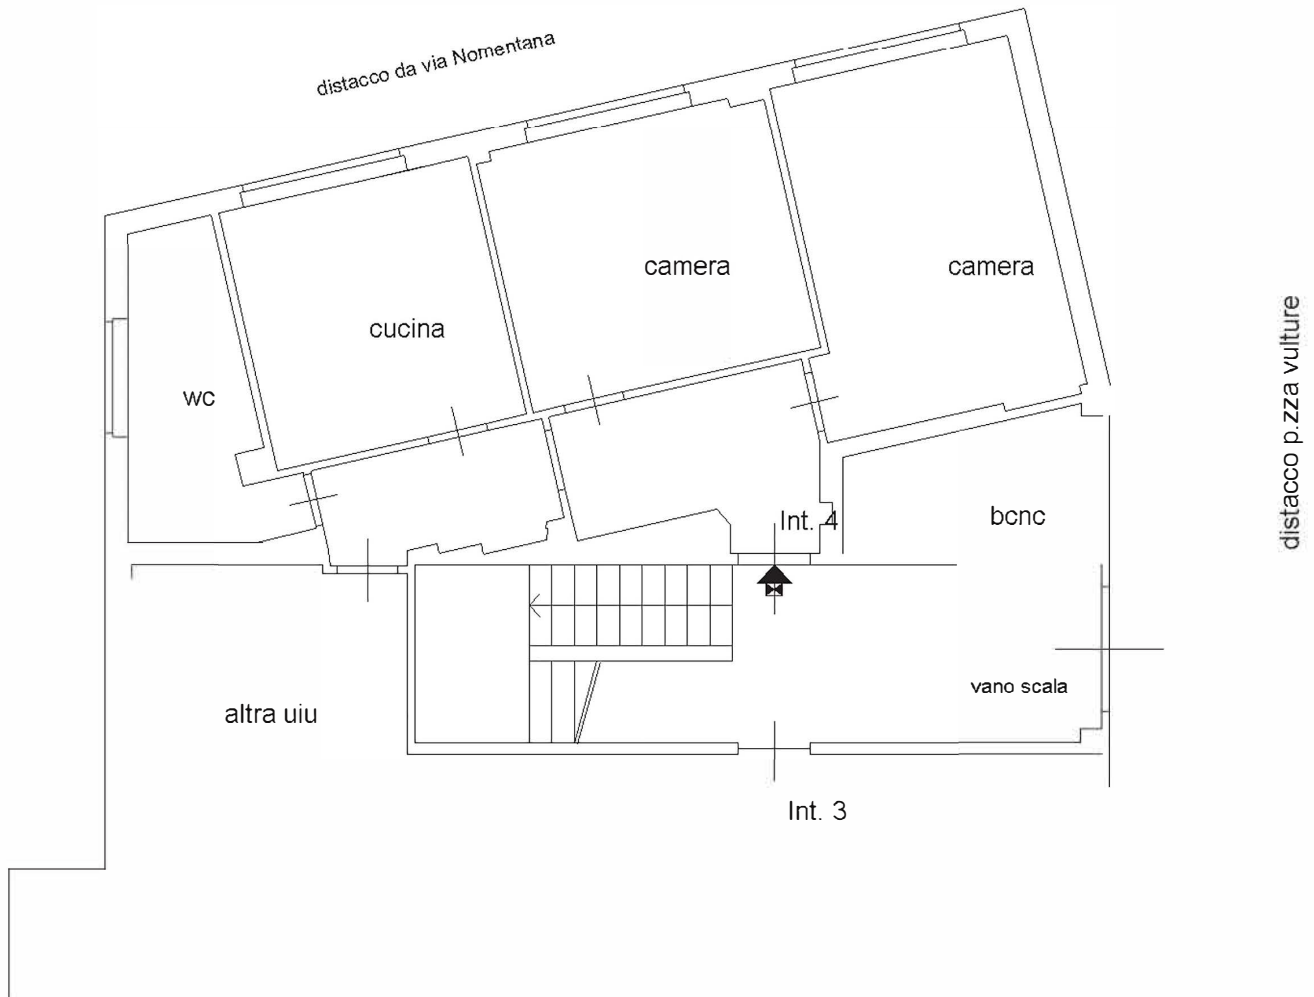 distacco da via Nomentana
camera
camera
cucina
wc
distacco p.zza vulture
Int. 4
bcnc
vano scala
altra uiu
Int. 3